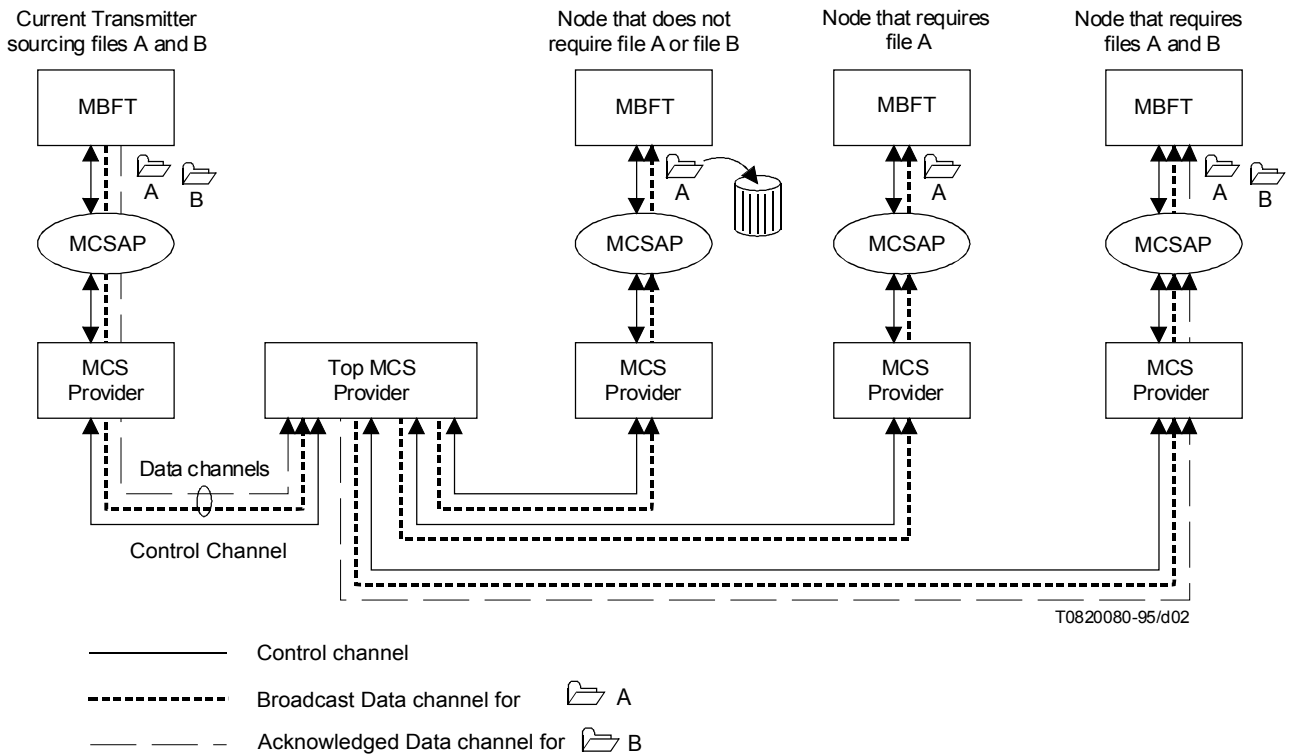 Current Transmitter
sourcing files A and B
Node that does not
require file A or file B
Node that requires
file A
Node that requires
files A and B
MBFT
MBFT
MBFT
MBFT
A
B
A
A
A
B
MCSAP
MCSAP
MCSAP
MCSAP
MCS
Provider
Top MCS
Provider
MCS
Provider
MCS
Provider
MCS
Provider
Data channels
Control Channel
T0820080-95/d02
Control channel
Broadcast Data channel for A
Acknowledged Data channel for B